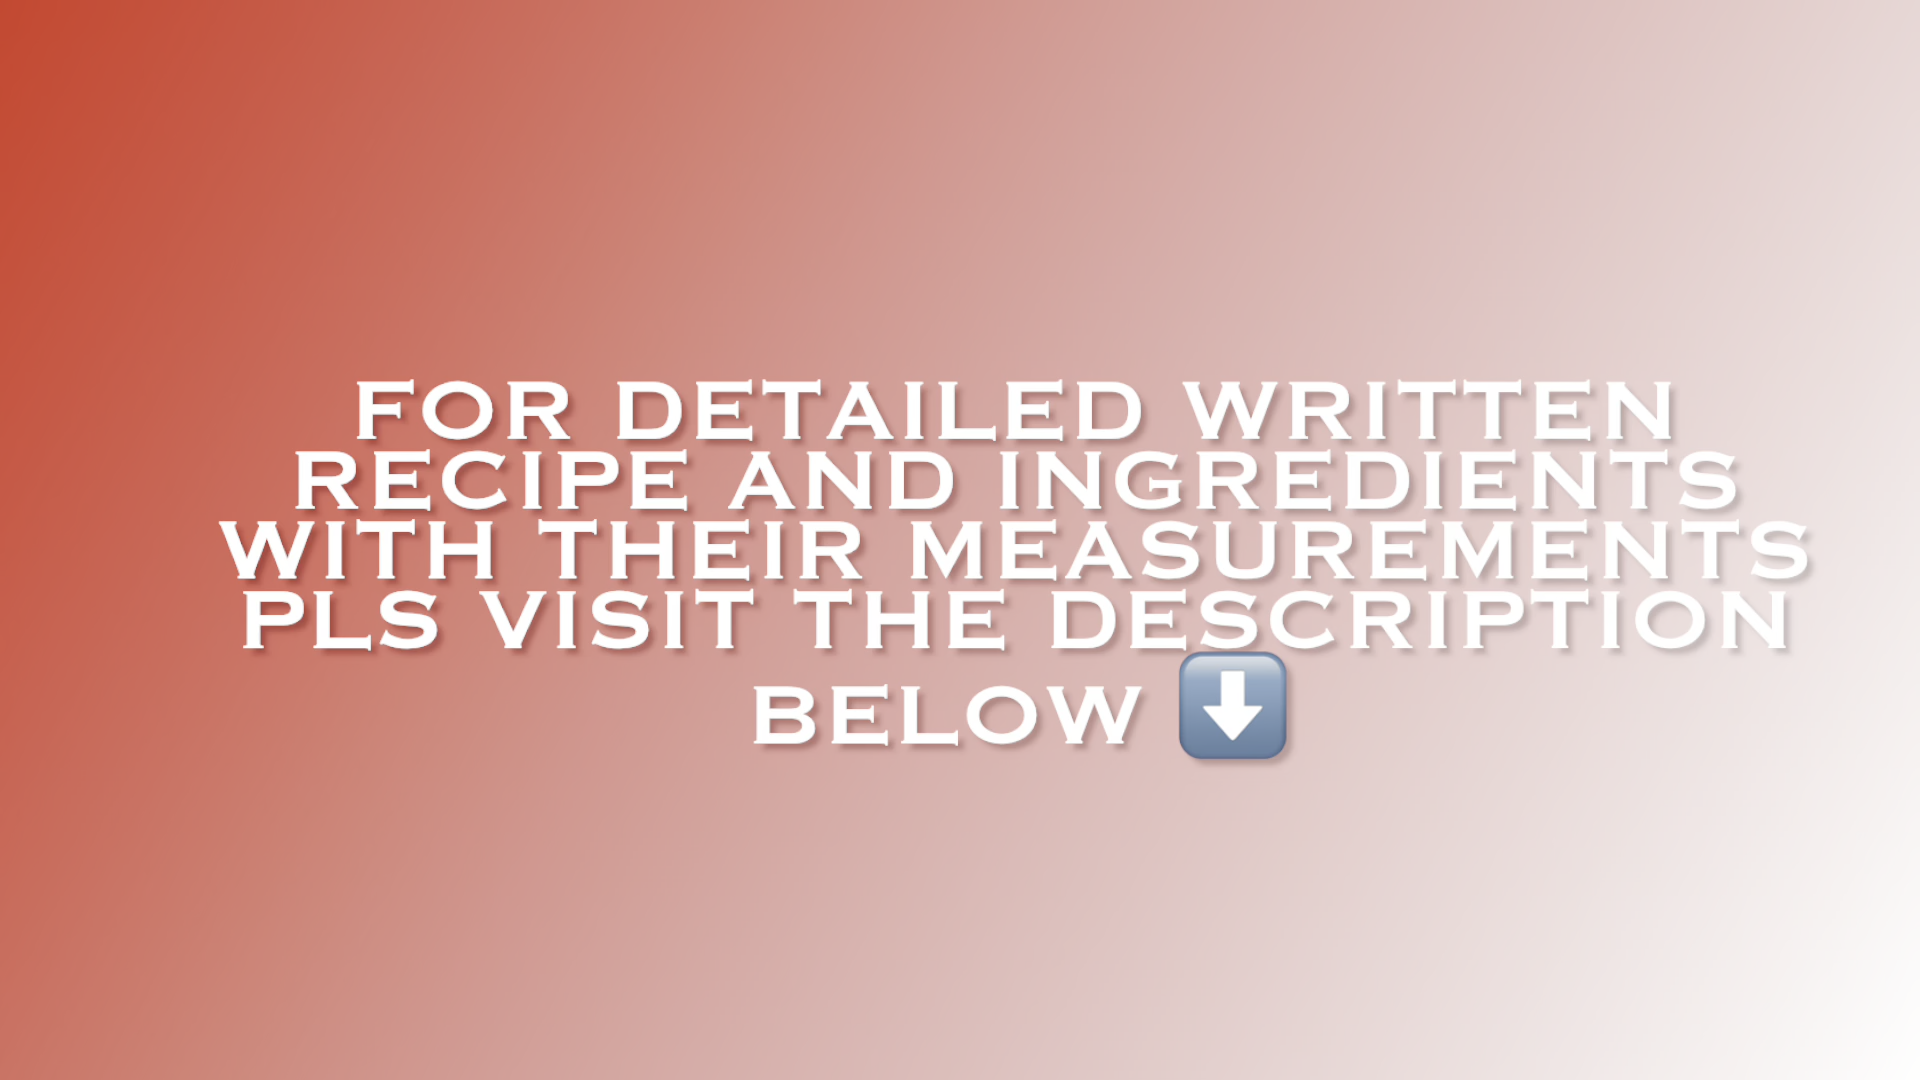 FOR DETAILED WRITTEN
RECIPE AND INGREDIENTS
WITH THEIR MEASUREMENTS
PLS VISIT THE DESCRIPTION
BELOW ⬇️